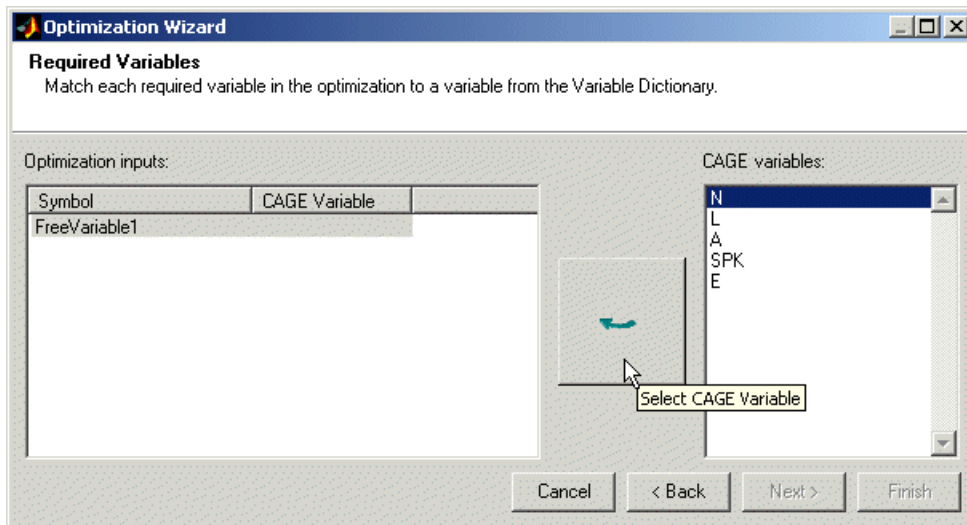 Optimization Wizard
Required Variables
Match each required variable in the optimization to a variable from the Variable Dictionary.
Optimization inputs:
CAGE variables:
Symbol CAGE Variable
FreeVariable1
N
L
A
SPK
E
Select CAGE Variable
Cancel < Back Next > Finish